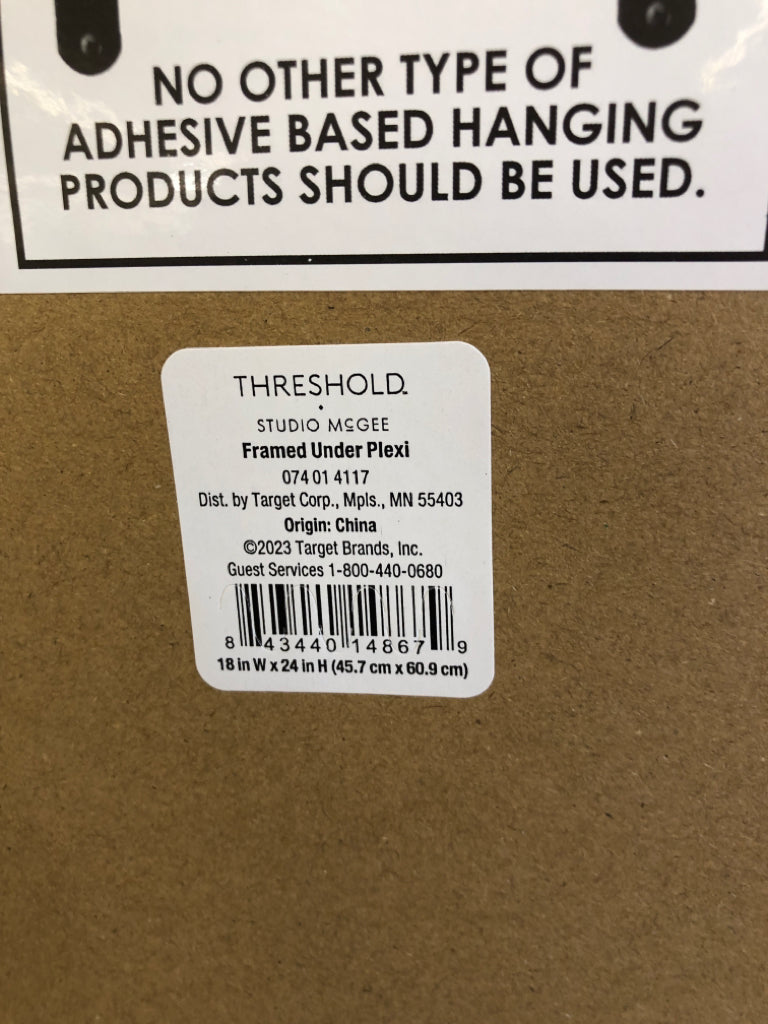 NO OTHER TYPE OF
ADHESIVE BASED HANGING
PRODUCTS SHOULD BE USED.
THRESHOLD™
STUDIO MCGEE
Framed Under Plexi
074 01 4117
Dist. by Target Corp., Mpls., MN 55403
Origin: China
©2023 Target Brands, Inc.
Guest Services 1-800-440-0680
8 43440 14867 9
18 in W x 24 in H (45.7 cm x 60.9 cm)